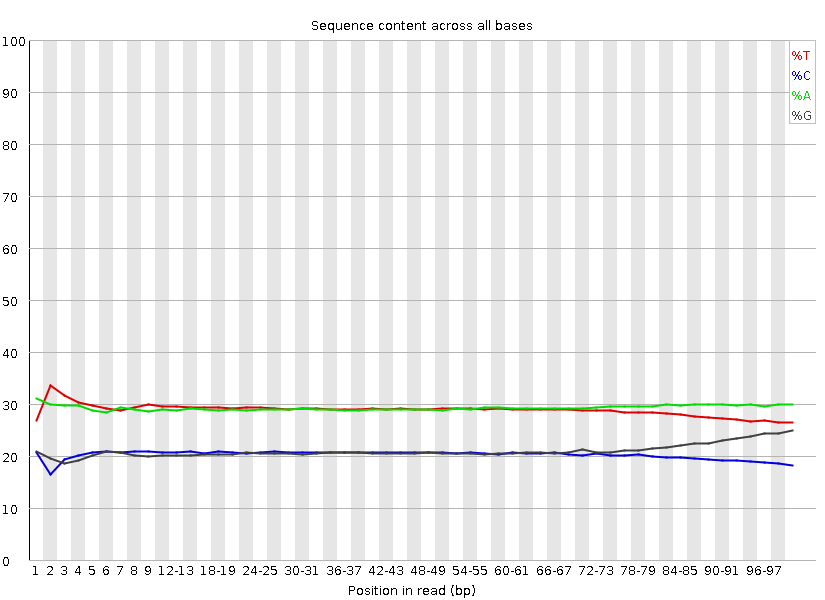 Sequence content across all bases
100
90
80
70
60
50
40
30
20
10
0
%T
%C
%A
%G
1 2 3 4 5 6 7 8 9 12-13 18-19 24-25 30-31 36-37 42-43 48-49 54-55 60-61 66-67 72-73 78-79 84-85 90-91 96-97
Position in read (bp)